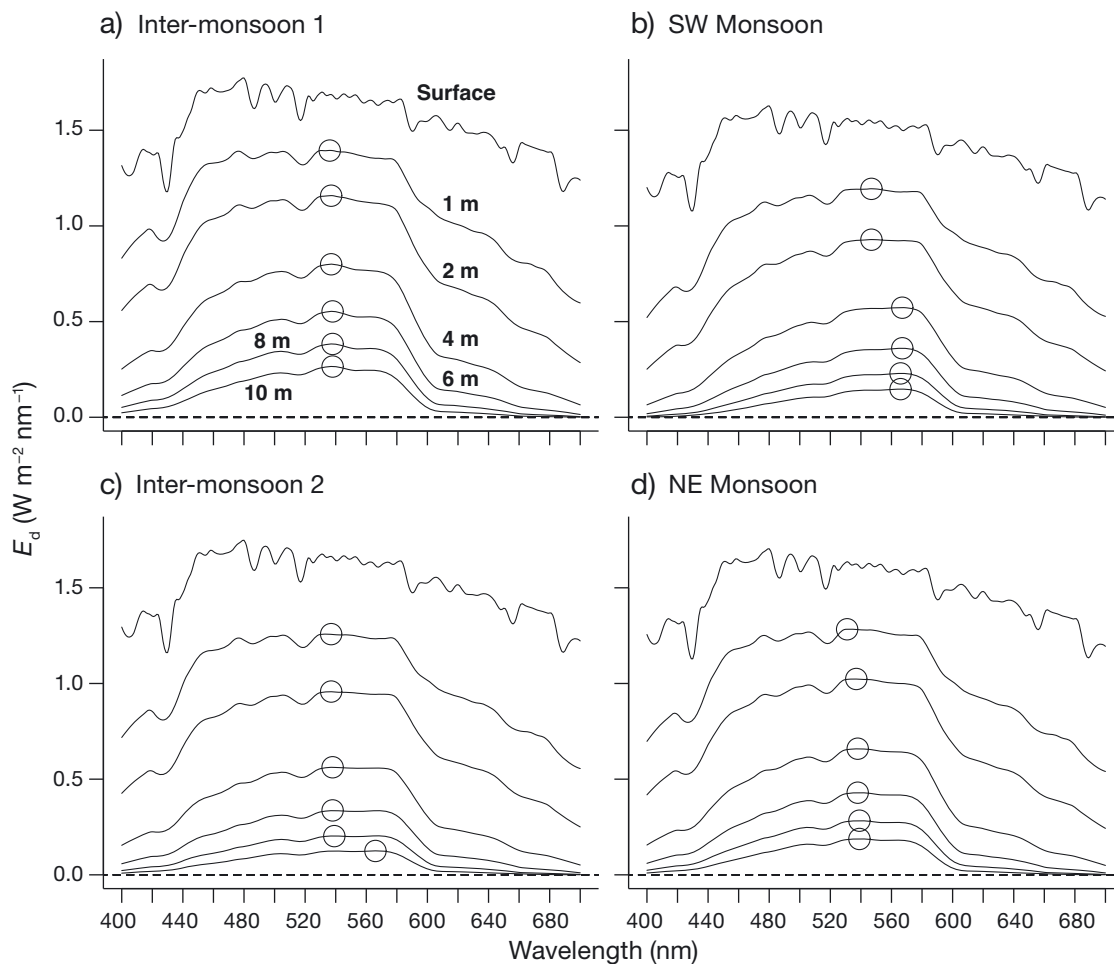 a) Inter-monsoon 1
b) SW Monsoon
Surface
1 m
2 m
4 m
6 m
8 m
10 m
1.5
1.0
0.5
0.0
c) Inter-monsoon 2
d) NE Monsoon
1.5
1.0
0.5
0.0
400 440 480 520 560 600 640 680
400 440 480 520 560 600 640 680
Wavelength (nm)
E_d (W m⁻² nm⁻¹)